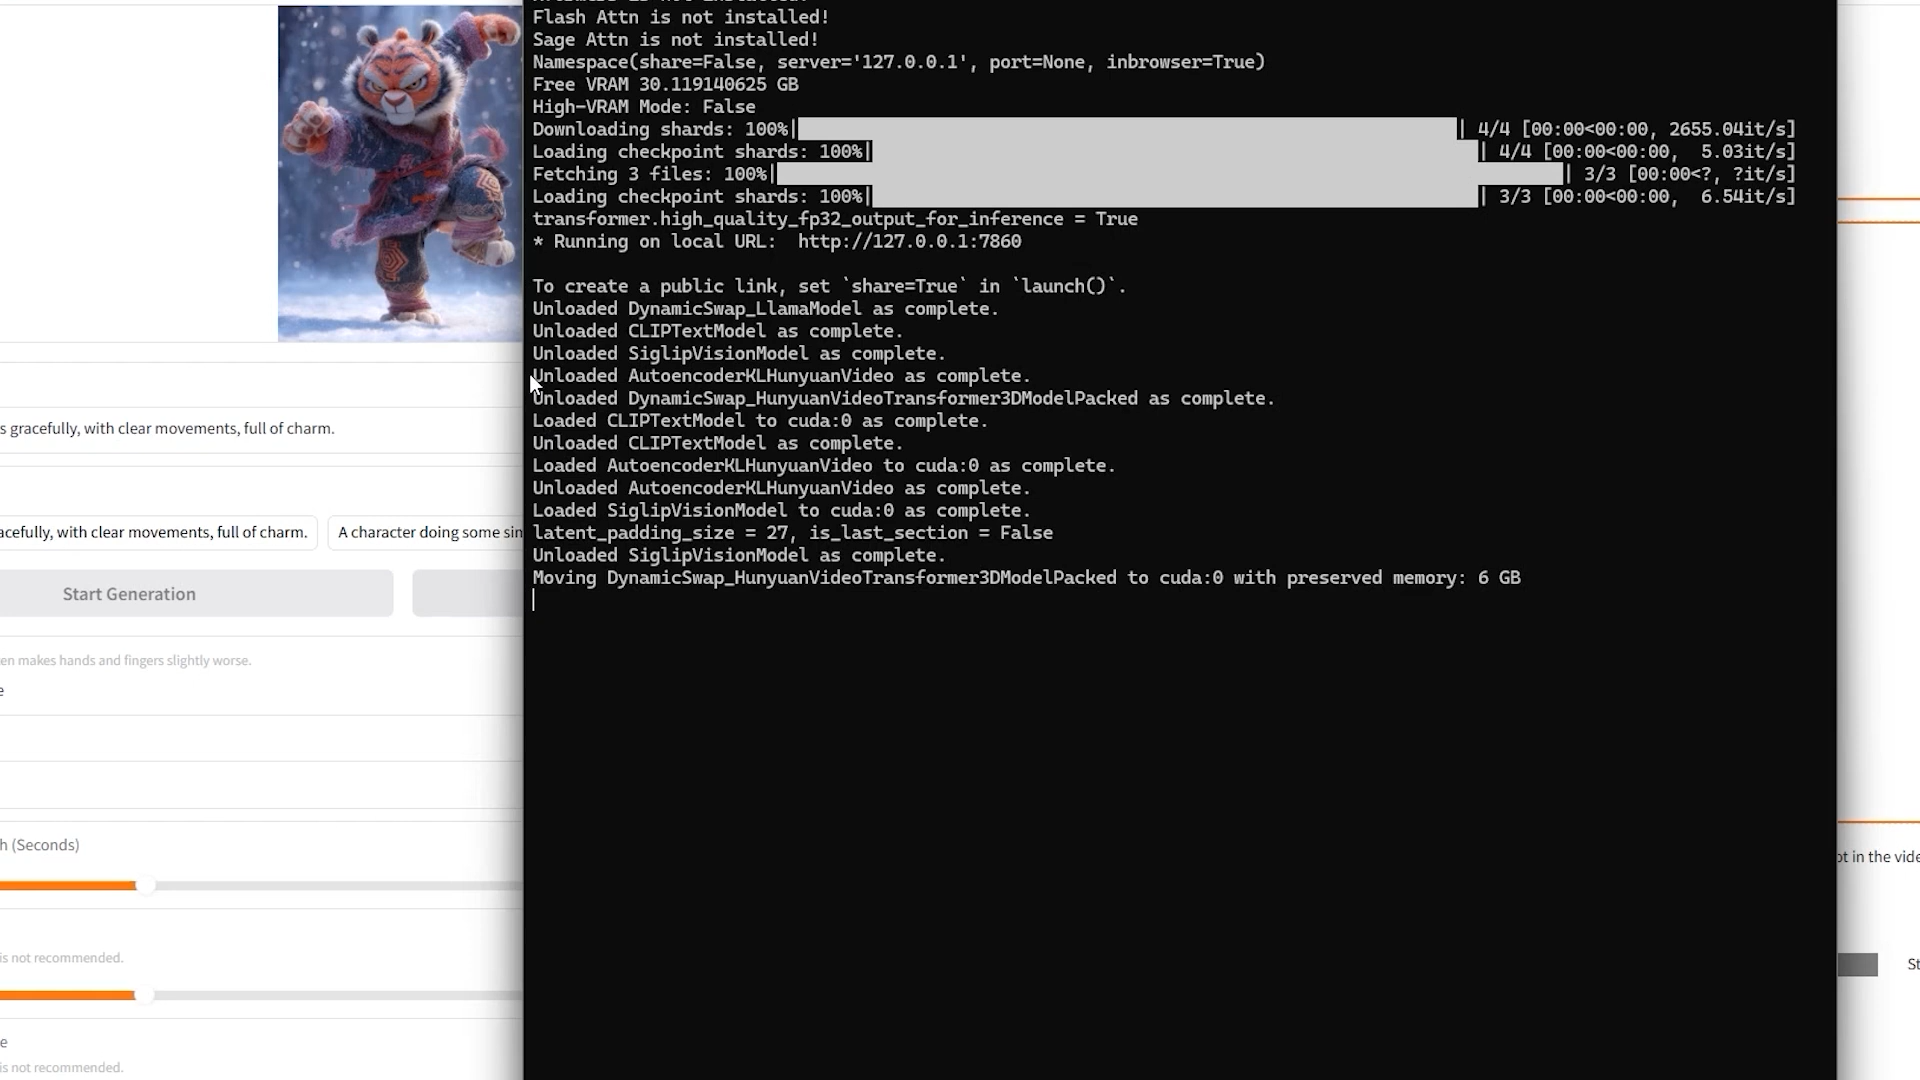 Flash Attn is not installed!
Sage Attn is not installed!
Namespace(share=False, server='127.0.0.1', port=None, inbrowser=True)
Free VRAM 30.119140625 GB
High-VRAM Mode: False
Downloading shards: 100%| | 4/4 [00:00<00:00, 2655.04it/s]
Loading checkpoint shards: 100%| | 4/4 [00:00<00:00, 5.03it/s]
Fetching 3 files: 100%| | 3/3 [00:00<?, ?it/s]
Loading checkpoint shards: 100%| | 3/3 [00:00<00:00, 6.54it/s]
transformer.high_quality_fp32_output_for_inference = True
* Running on local URL: http://127.0.0.1:7860
To create a public link, set `share=True` in `launch()`.
Unloaded DynamicSwap_LlamaModel as complete.
Unloaded CLIPTextModel as complete.
Unloaded SiglipVisionModel as complete.
Unloaded AutoencoderKLHunyuanVideo as complete.
Unloaded DynamicSwap_HunyuanVideoTransformer3DModelPacked as complete.
Loaded CLIPTextModel to cuda:0 as complete.
Unloaded CLIPTextModel as complete.
Loaded AutoencoderKLHunyuanVideo to cuda:0 as complete.
Unloaded AutoencoderKLHunyuanVideo as complete.
Loaded SiglipVisionModel to cuda:0 as complete.
latent_padding_size = 27, is_last_section = False
Unloaded SiglipVisionModel as complete.
Moving DynamicSwap_HunyuanVideoTransformer3DModelPacked to cuda:0 with preserved memory: 6 GB
s gracefully, with clear movements, full of charm.
acefully, with clear movements, full of charm.
A character doing some sin
Start Generation
en makes hands and fingers slightly worse.
e
h (Seconds)
is not recommended.
e
is not recommended.
pt in the vide
St